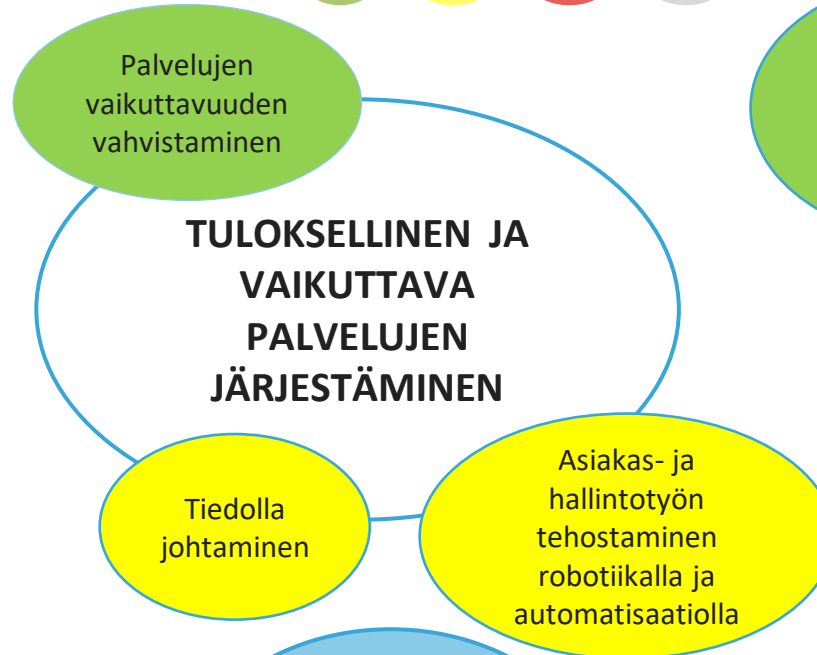 Palvelujen
vaikuttavuuden
vahvistaminen
TULOKSELLINEN JA
VAIKUTTAVA
PALVELUJEN
JÄRJESTÄMINEN
Tiedolla
johtaminen
Asiakas- ja
hallintotyön
tehostaminen
robotiikalla ja
automatisaatiolla